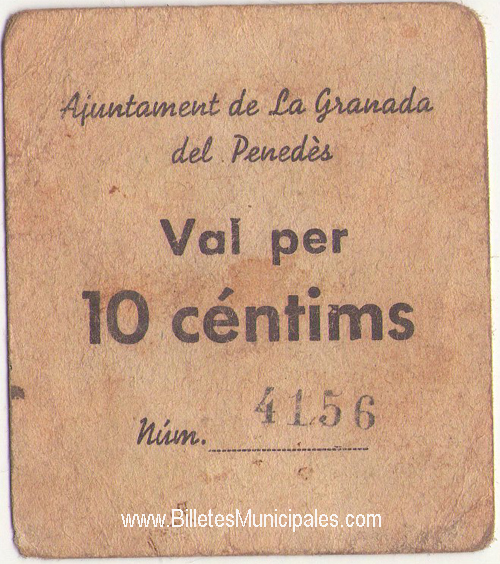 Ajuntament de La Granada
del Penedès
Val per
10 céntims
4156
Núm.
www.BilletesMunicipales.com